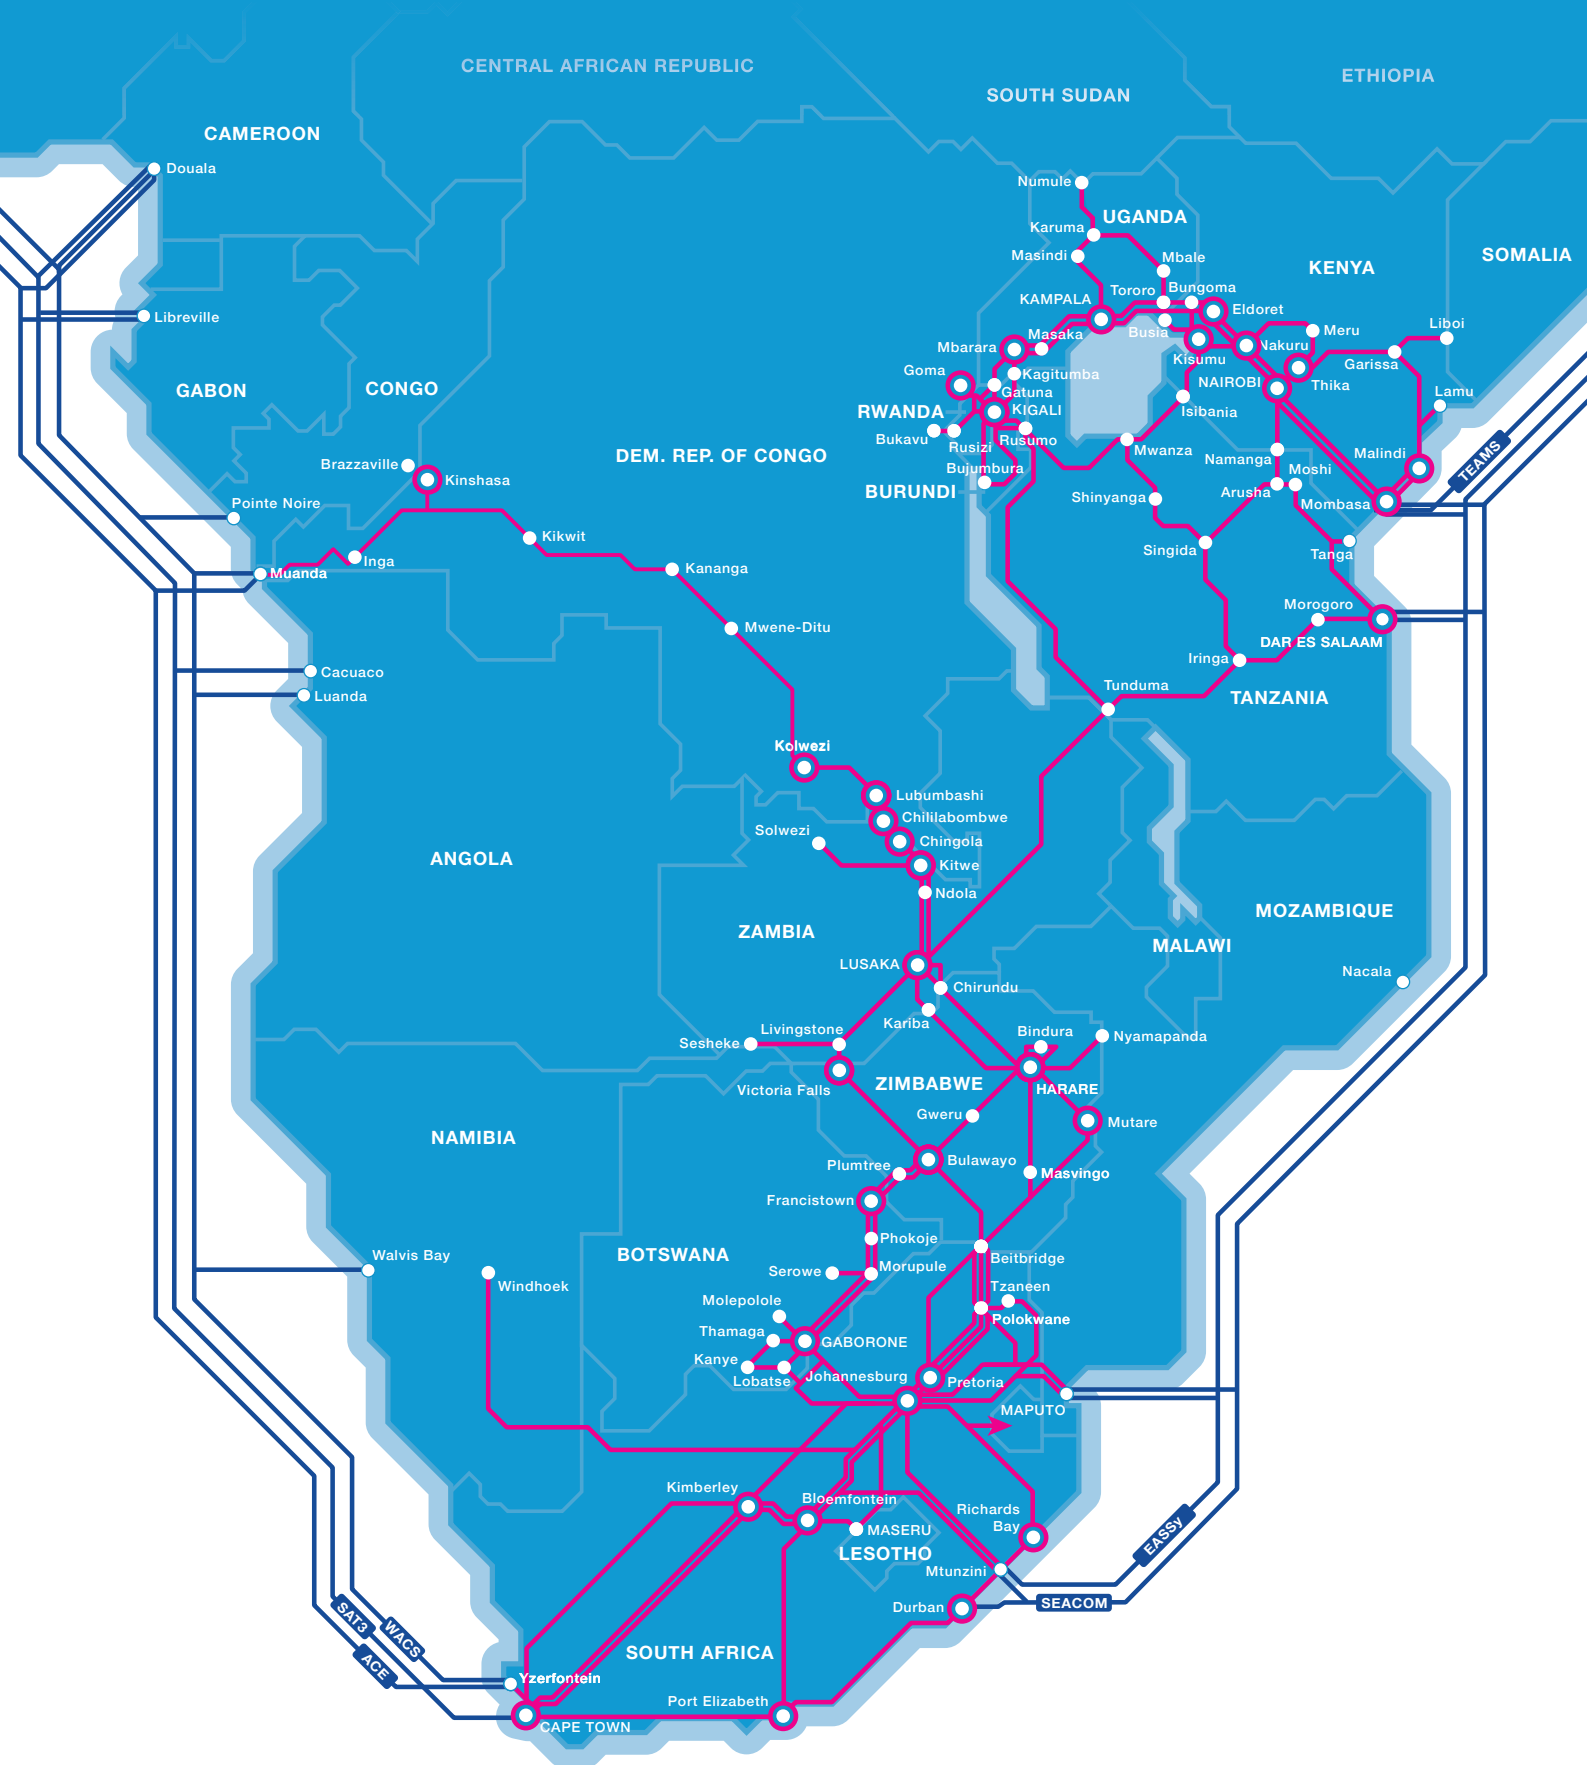 CENTRAL AFRICAN REPUBLIC
ETHIOPIA
SOUTH SUDAN
CAMEROON
Douala
Numule
UGANDA
Karuma
Masindi
Mbale
KENYA
SOMALIA
Tororo
Bungoma
KAMPALA
Eldoret
Libreville
Busia
Masaka
Meru
Liboi
Mbarara
Kisumu
Nakuru
Garissa
Goma
Kagitumba
NAIROBI
Thika
GABON
CONGO
Gatuna
Lamu
RWANDA
KIGALI
Isibania
Bukavu
Rusizi
Rusumo
Mwanza
DEM. REP. OF CONGO
Namanga
Malindi
TEAMS
Brazzaville
Kinshasa
Bujumbura
Moshi
BURUNDI
Shinyanga
Arusha
Mombasa
Pointe Noire
Kikwit
Singida
Tanga
Inga
Muanda
Kananga
Morogoro
Mwene-Ditu
DAR ES SALAAM
Iringa
Cacuaco
Luanda
Tunduma
TANZANIA
Kolwezi
Lubumbashi
Chililabombwe
Solwezi
Chingola
ANGOLA
Kitwe
Ndola
MOZAMBIQUE
ZAMBIA
MALAWI
LUSAKA
Nacala
Chirundu
Kariba
Livingstone
Bindura
Nyamapanda
Sesheke
Victoria Falls
ZIMBABWE
HARARE
Gweru
Mutare
NAMIBIA
Bulawayo
Plumtree
Masvingo
Francistown
Phokoje
Walvis Bay
BOTSWANA
Beitbridge
Serowe
Morupule
Windhoek
Tzaneen
Molepolole
Polokwane
Thamaga
GABORONE
Kanye
Lobatse
Johannesburg
Pretoria
MAPUTO
Kimberley
Bloemfontein
Richards
Bay
MASERU
EASSy
LESOTHO
Mtunzini
SEACOM
Durban
SAT3
WACS
ACE
SOUTH AFRICA
Yzerfontein
Port Elizabeth
CAPE TOWN